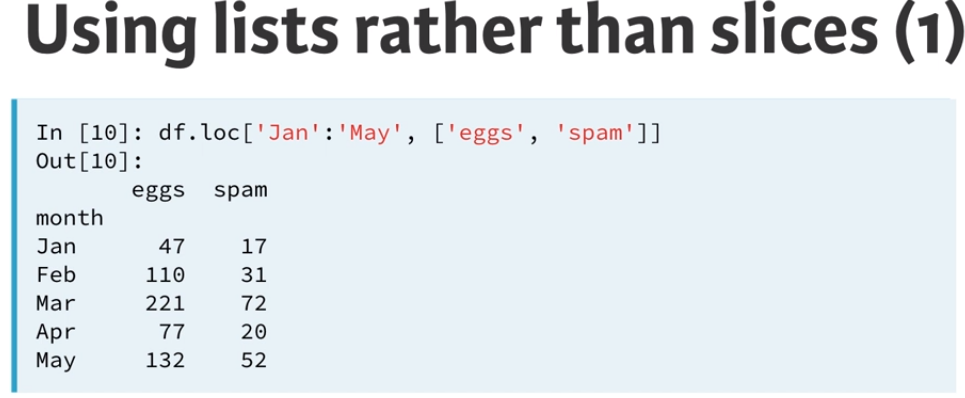 Using lists rather than slices (1)
In [10]: df.loc['Jan':'May', ['eggs', 'spam']]
Out[10]:
       eggs  spam
month
Jan      47    17
Feb     110    31
Mar     221    72
Apr      77    20
May     132    52